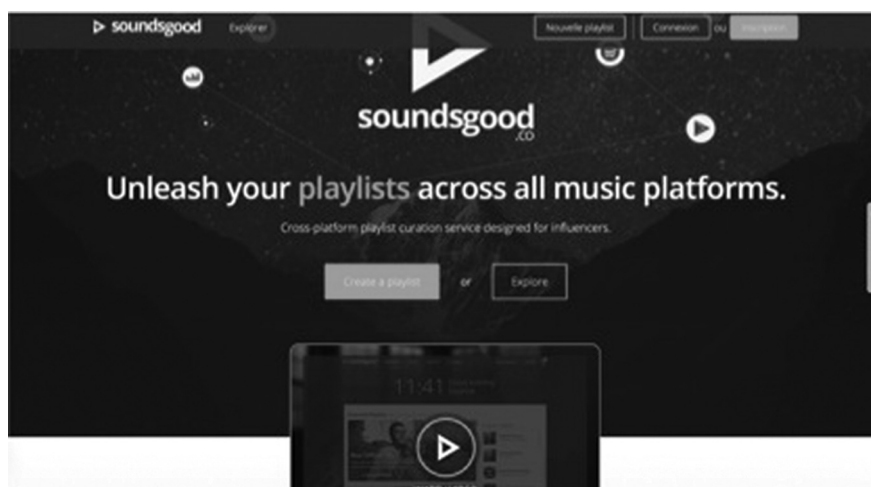 soundsgood Explorer Nouvelle playlist Connexion ou Inscription
soundsgood
.co
Unleash your playlists across all music platforms.
Cross-platform playlist curation service designed for influencers.
Create a playlist or Explore
11:41